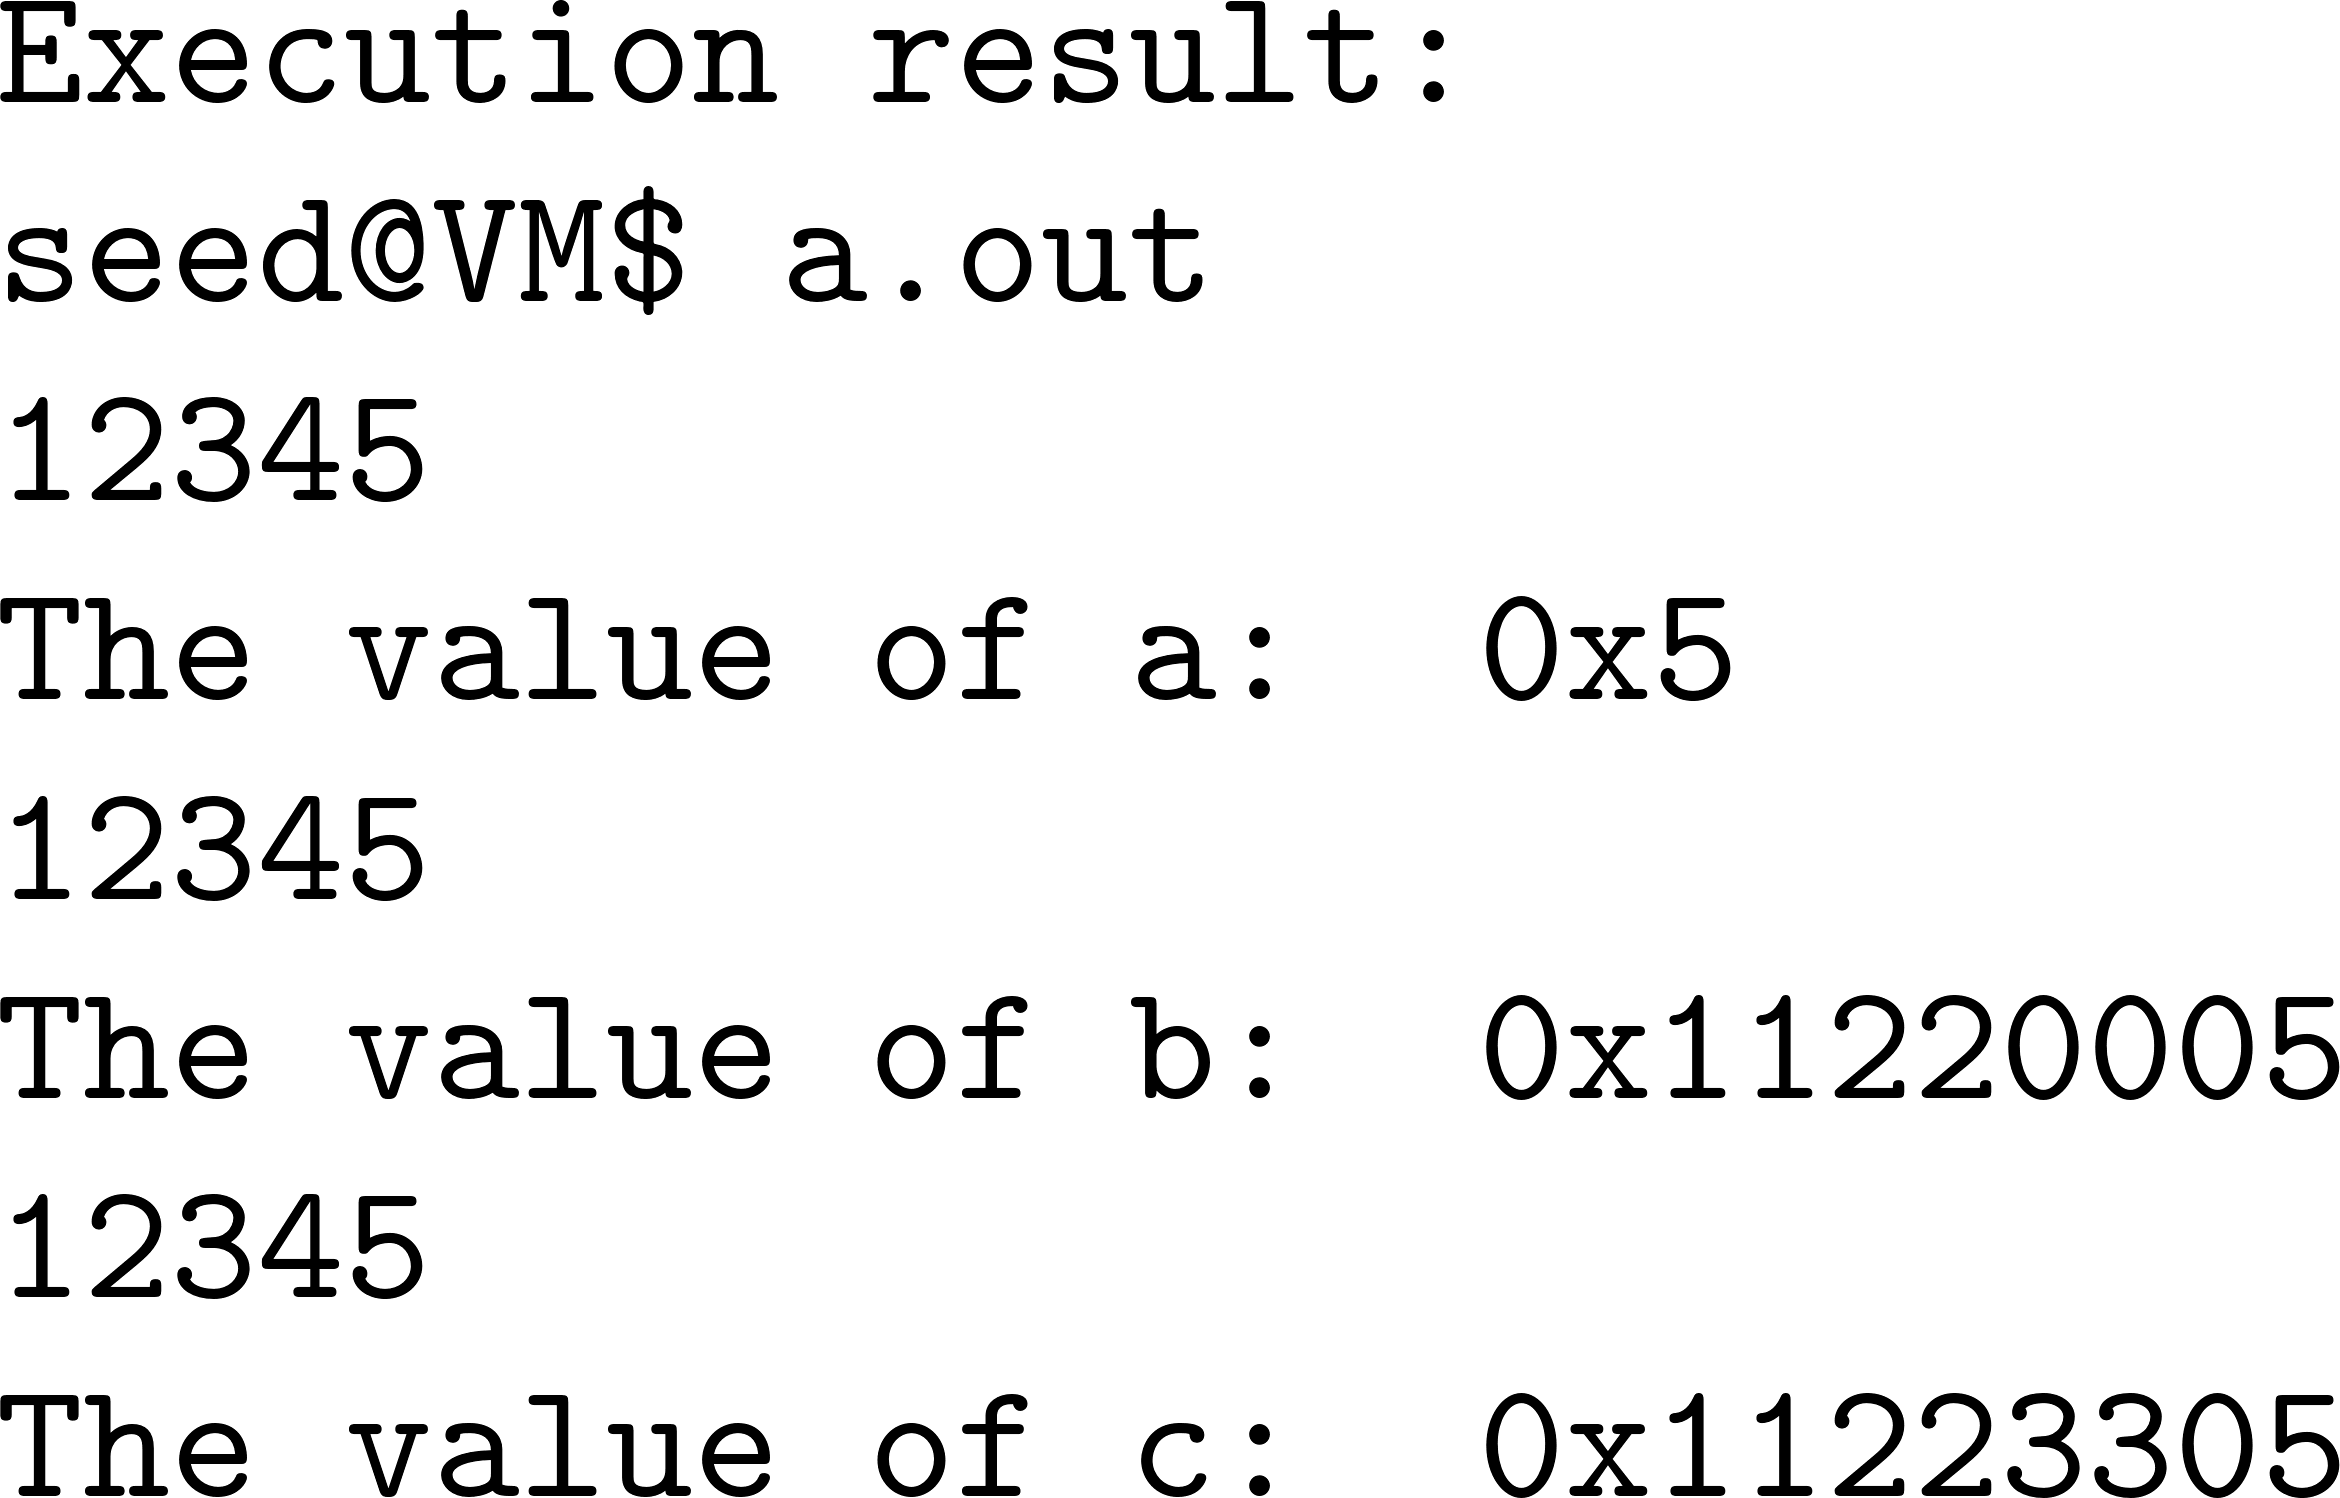 Execution result:
seed@VM$ a.out
12345
The value of a:  0x5
12345
The value of b:  0x11220005
12345
The value of c:  0x11223305